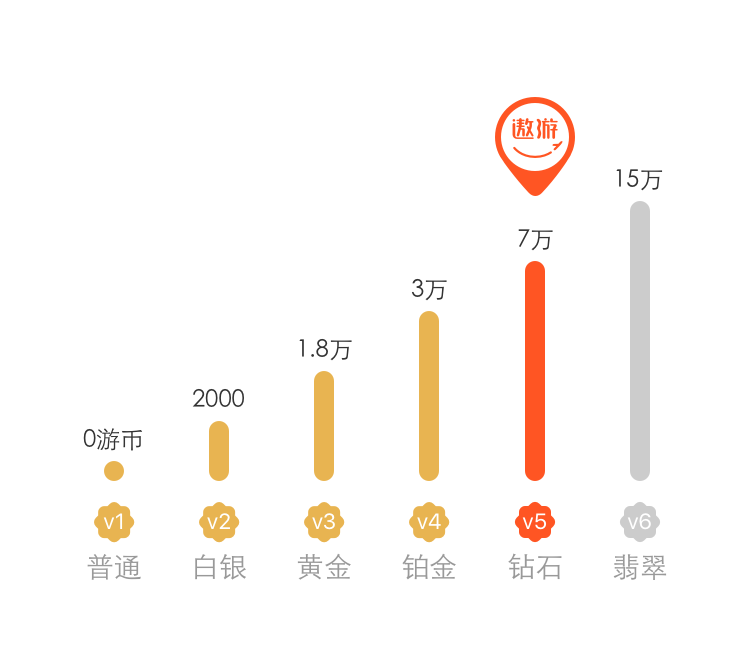 遨游
15万
7万
3万
1.8万
2000
0游币
v1 v2 v3 v4 v5 v6
普通 白银 黄金 铂金 钻石 翡翠